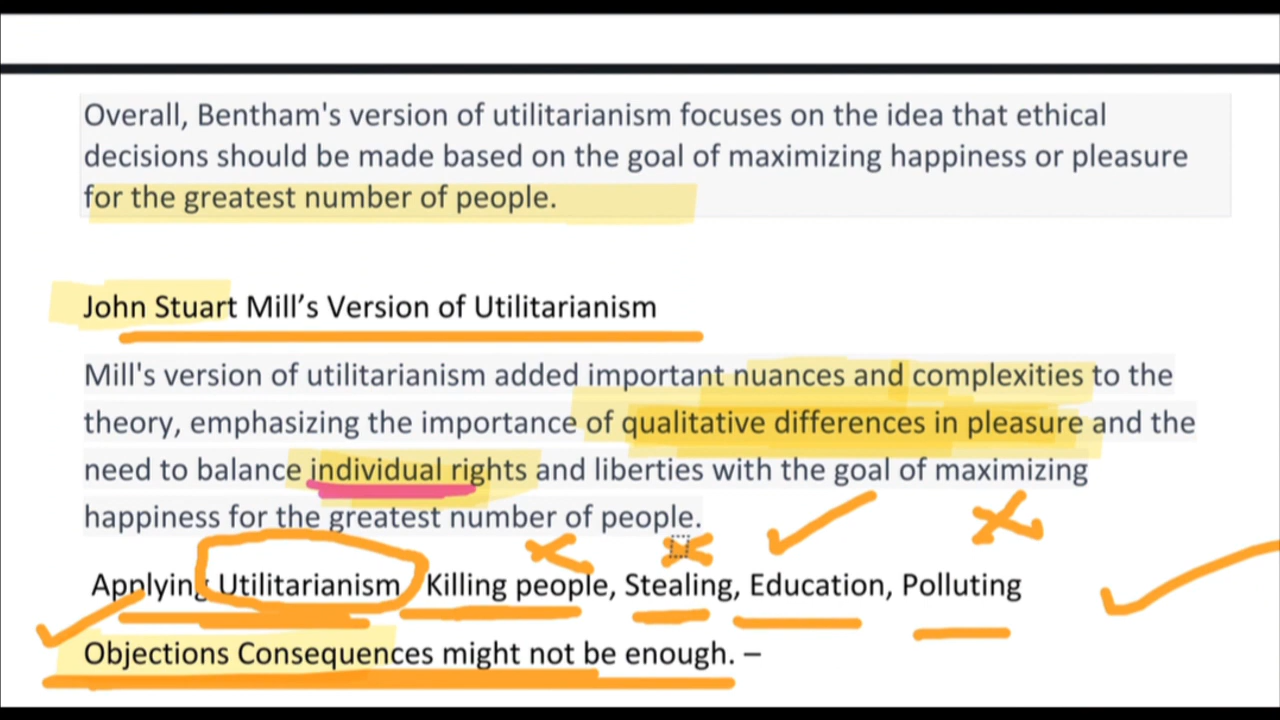 Overall, Bentham's version of utilitarianism focuses on the idea that ethical
decisions should be made based on the goal of maximizing happiness or pleasure
for the greatest number of people.
John Stuart Mill’s Version of Utilitarianism
Mill's version of utilitarianism added important nuances and complexities to the
theory, emphasizing the importance of qualitative differences in pleasure and the
need to balance individual rights and liberties with the goal of maximizing
happiness for the greatest number of people.
Applying Utilitarianism Killing people, Stealing, Education, Polluting
Objections Consequences might not be enough. –